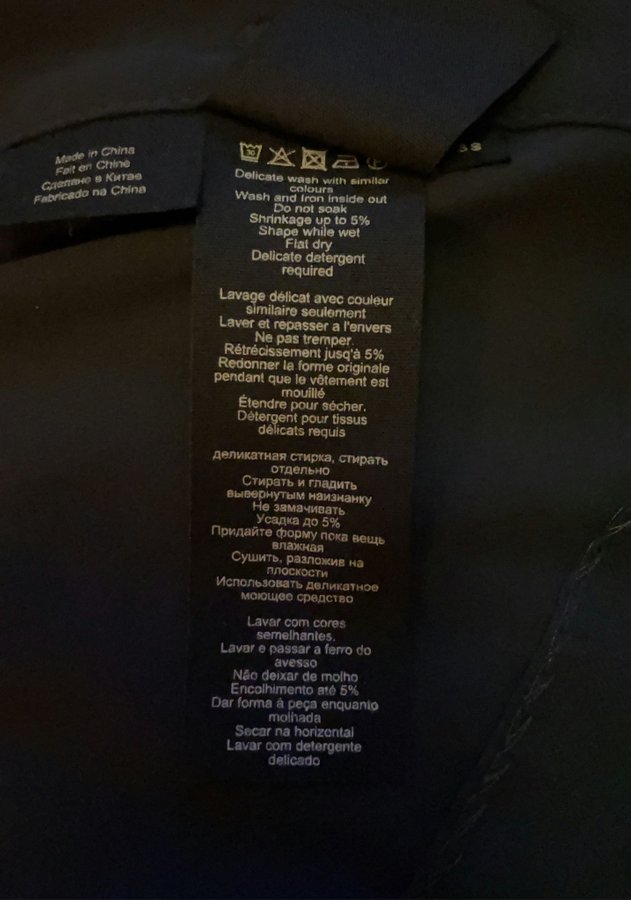 Made in China
Fait en Chine
Сделано в Китае
Fabricado na China
30
Delicate wash with similar
colours
Wash and Iron inside out
Do not soak
Shrinkage up to 5%
Shape while wet
Flat dry
Delicate detergent
required
Lavage délicat avec couleur
similaire seulement
Laver et repasser a l'envers
Ne pas tremper.
Rétrécissement jusq'à 5%
Redonner la forme originale
pendant que le vêtement est
mouillé
Étendre pour sécher.
Détergent pour tissus
délicats requis
деликатная стирка, стирать
отдельно
Стирать и гладить
вывернутым наизнанку
Не замачивать
Усадка до 5%
Придайте форму пока вещь
влажная
Сушить, разложив на
плоскости
Использовать деликатное
моющее средство
Lavar com cores
semelhantes.
Lavar e passar a ferro do
avesso
Não deixar de molho
Encolhimento até 5%
Dar forma à peça enquanto
molhada
Secar na horizontal
Lavar com detergente
delicado